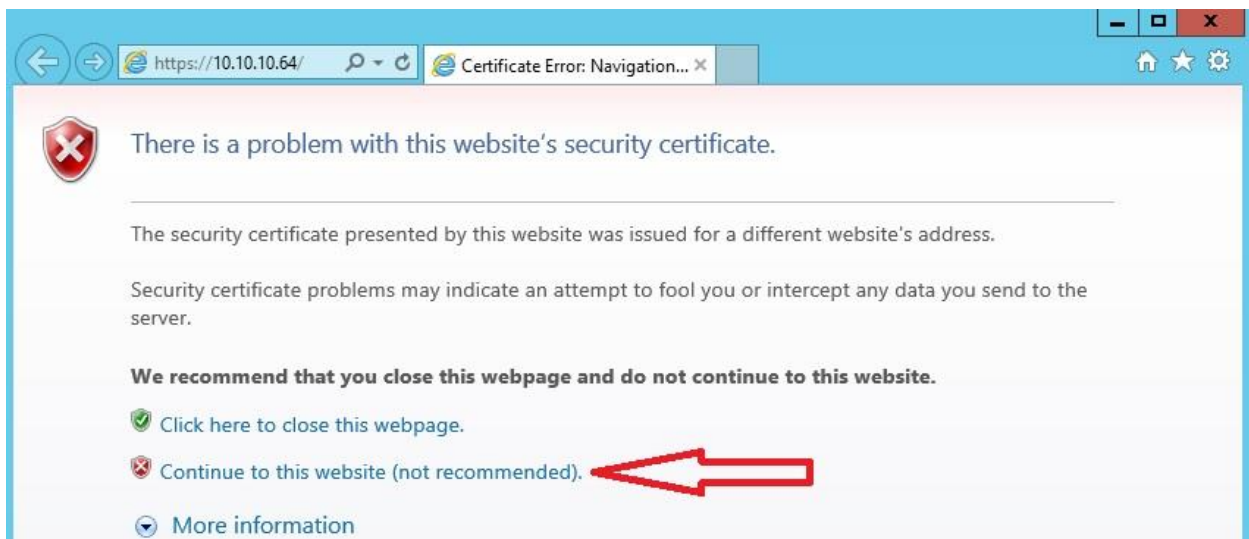 https://10.10.10.64/
Certificate Error: Navigation...
There is a problem with this website's security certificate.
The security certificate presented by this website was issued for a different website's address.
Security certificate problems may indicate an attempt to fool you or intercept any data you send to the
server.
We recommend that you close this webpage and do not continue to this website.
Click here to close this webpage.
Continue to this website (not recommended).
More information